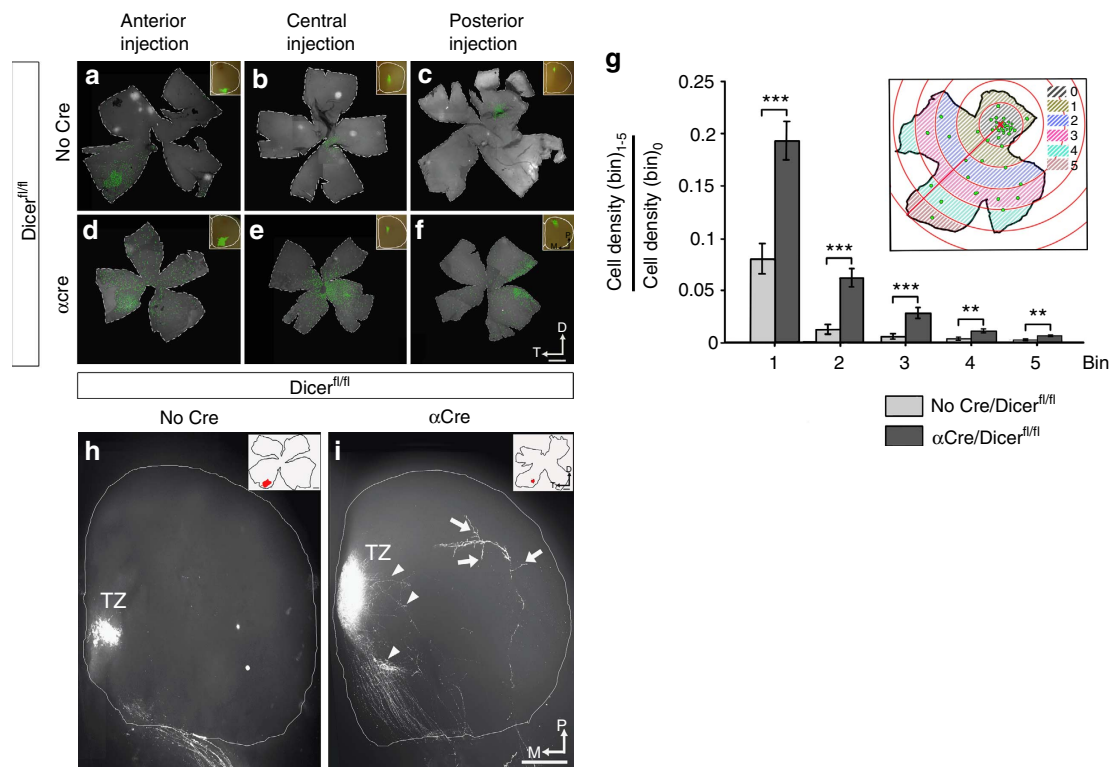 Anterior injection
Central injection
Posterior injection
Dicer^fl/fl
No Cre
αcre
a
b
c
d
e
f
M
P
D
T
g
0.25
0.2
0.15
0.1
0.05
0
Cell density (bin)1-5
Cell density (bin)0
***
***
***
**
**
1 2 3 4 5 Bin
0
1
2
3
4
5
No Cre/Dicer^fl/fl
αCre/Dicer^fl/fl
Dicer^fl/fl
No Cre
αCre
h
TZ
i
D
T
TZ
P
M